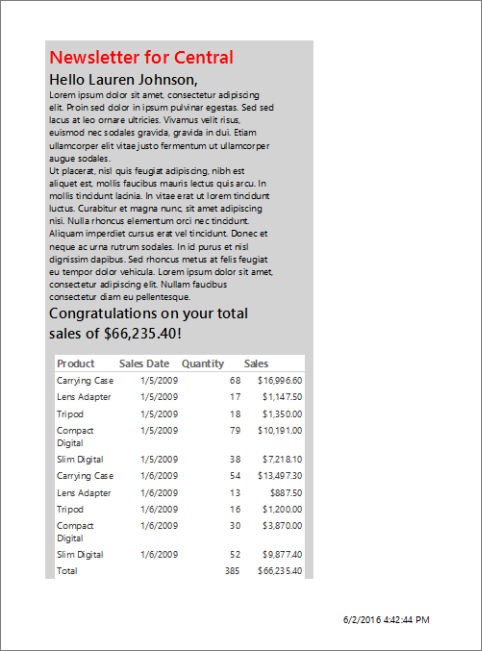 Newsletter for Central
Hello Lauren Johnson,
Lorem ipsum dolor sit amet, consectetur adipiscing
elit. Proin sed dolor in ipsum pulvinar egestas. Sed sed
lacus at leo ornare ultricies. Vivamus velit risus,
euismod nec sodales gravida, gravida in dui. Etiam
ullamcorper elit vitae justo fermentum ut ullamcorper
augue sodales.
Ut placerat, nisl quis feugiat adipiscing, nibh est
aliquet est, mollis faucibus mauris lectus quis arcu. In
mollis tincidunt lacinia. In vitae erat ut lorem tincidunt
luctus. Curabitur et magna nunc, sit amet adipiscing
nisi. Nulla rhoncus elementum orci nec tincidunt.
Aliquam imperdiet cursus erat vel tincidunt. Donec et
neque ac urna rutrum sodales. In id purus et nisl
dignissim dapibus. Sed rhoncus metus at felis feugiat
eu tempor dolor vehicula. Lorem ipsum dolor sit amet,
consectetur adipiscing elit. Nullam faucibus
consectetur diam eu pellentesque.
Congratulations on your total
sales of $66,235.40!
Product Sales Date Quantity Sales
Carrying Case 1/5/2009 68 $16,996.60
Lens Adapter 1/5/2009 17 $1,147.50
Tripod 1/5/2009 18 $1,350.00
Compact 1/5/2009 79 $10,191.00
Digital
Slim Digital 1/5/2009 38 $7,218.10
Carrying Case 1/6/2009 54 $13,497.30
Lens Adapter 1/6/2009 13 $887.50
Tripod 1/6/2009 16 $1,200.00
Compact 1/6/2009 30 $3,870.00
Digital
Slim Digital 1/6/2009 52 $9,877.40
Total 385 $66,235.40
6/2/2016 4:42:44 PM